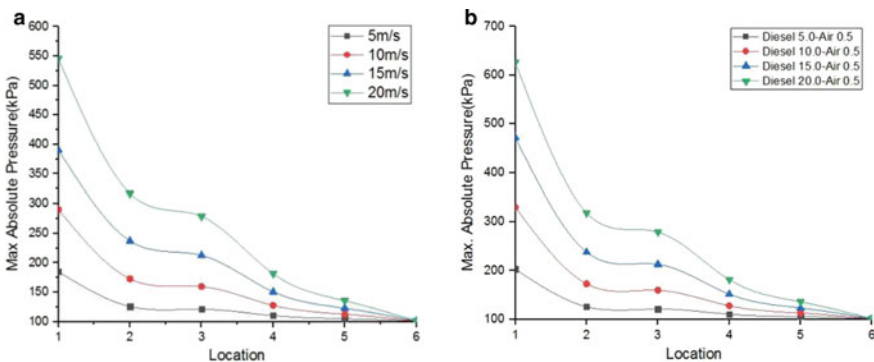 a
Max Absolute Pressure(kPa)
600
550
500
450
400
350
300
250
200
150
100
1
2
3
4
5
6
Location
5m/s
10m/s
15m/s
20m/s
b
Max. Absolute Pressure(kPa)
700
600
500
400
300
200
100
1
2
3
4
5
6
Location
Diesel 5.0-Air 0.5
Diesel 10.0-Air 0.5
Diesel 15.0-Air 0.5
Diesel 20.0-Air 0.5